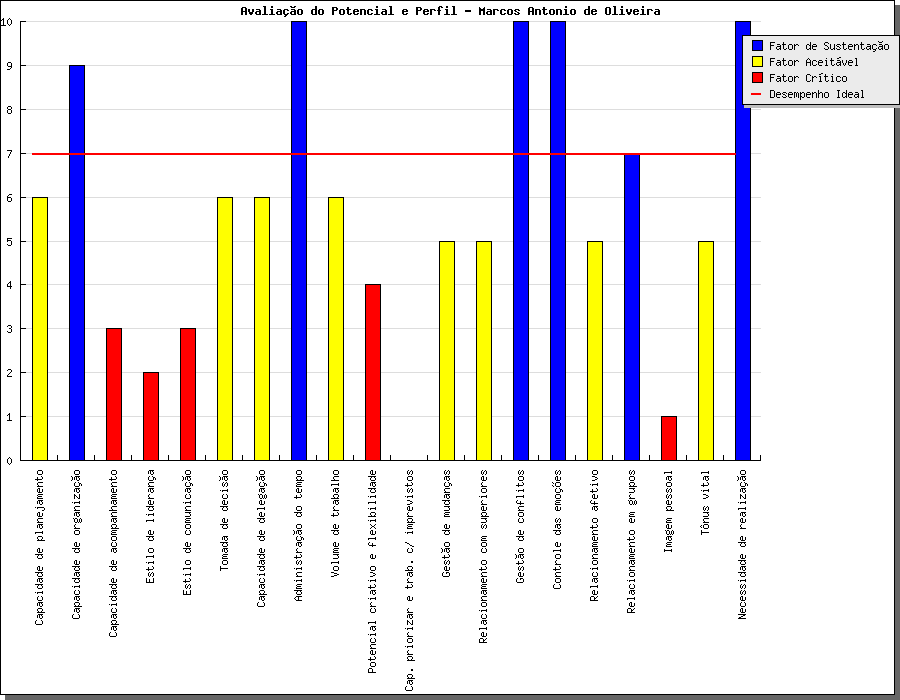 Avaliação do Potencial e Perfil - Marcos Antonio de Oliveira
10
9
8
7
6
5
4
3
2
1
0
Fator de Sustentação
Fator Aceitável
Fator Crítico
Desempenho Ideal
Capacidade de planejamento
Capacidade de organização
Capacidade de acompanhamento
Estilo de liderança
Estilo de comunicação
Tomada de decisão
Capacidade de delegação
Administração do tempo
Volume de trabalho
Potencial criativo e flexibilidade
Cap. priorizar e trab. c/ imprevistos
Gestão de mudanças
Relacionamento com superiores
Gestão de conflitos
Controle das emoções
Relacionamento afetivo
Relacionamento em grupos
Imagem pessoal
Tônus vital
Necessidade de realização